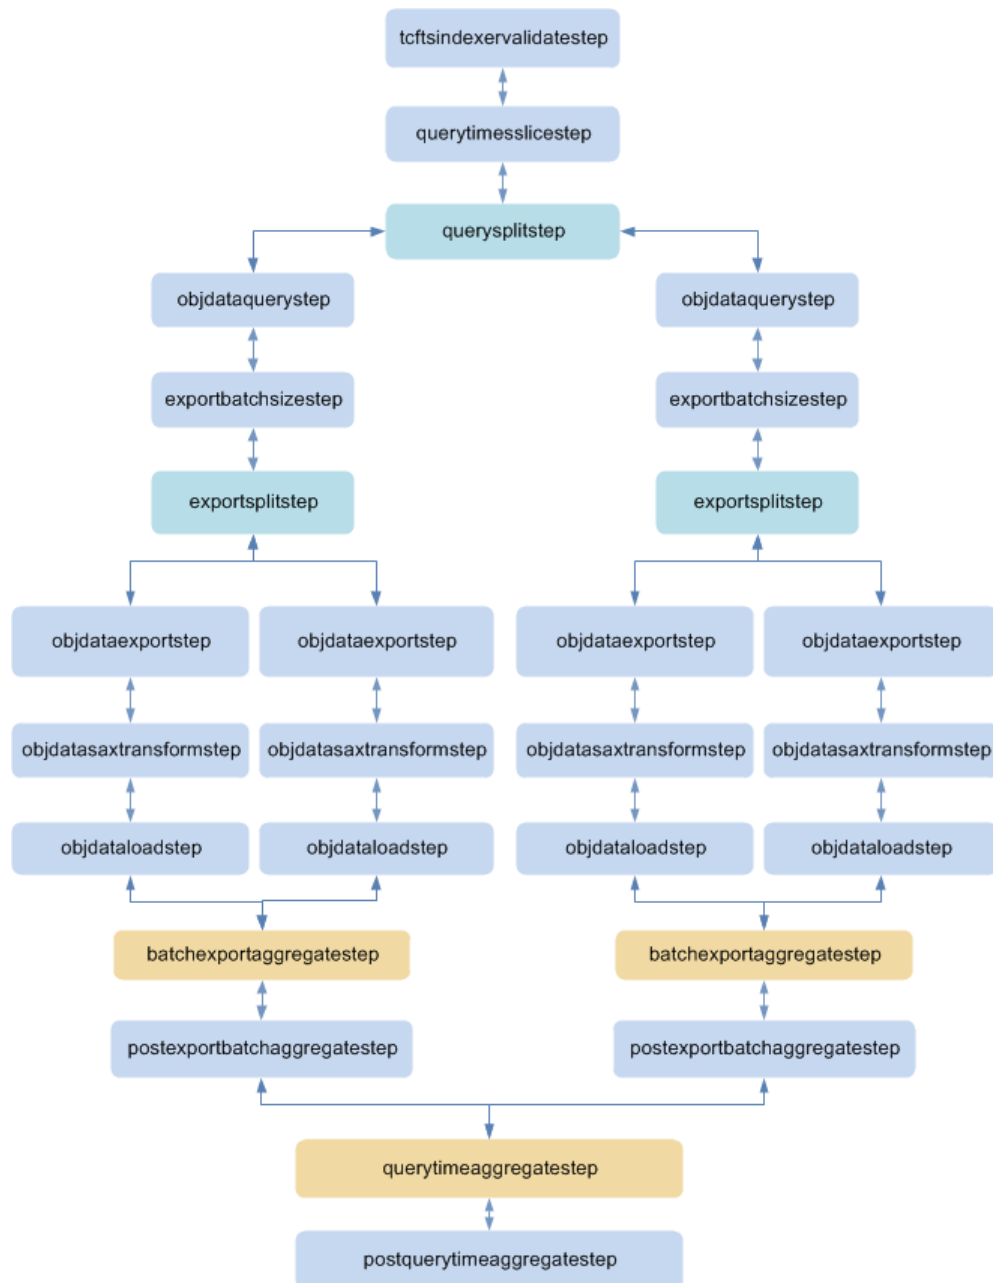 tcftsindexervalidatestep
querytimesslicestep
querysplitstep
objdataquerystep
objdataquerystep
exportbatchsizestep
exportbatchsizestep
exportsplitstep
exportsplitstep
objdataexportstep
objdataexportstep
objdataexportstep
objdataexportstep
objdatasaxtransformstep
objdatasaxtransformstep
objdatasaxtransformstep
objdatasaxtransformstep
objdataloadstep
objdataloadstep
objdataloadstep
objdataloadstep
batchexportaggregatestep
batchexportaggregatestep
postexportbatchaggregatestep
postexportbatchaggregatestep
querytimeaggregatestep
postquerytimeaggregatestep